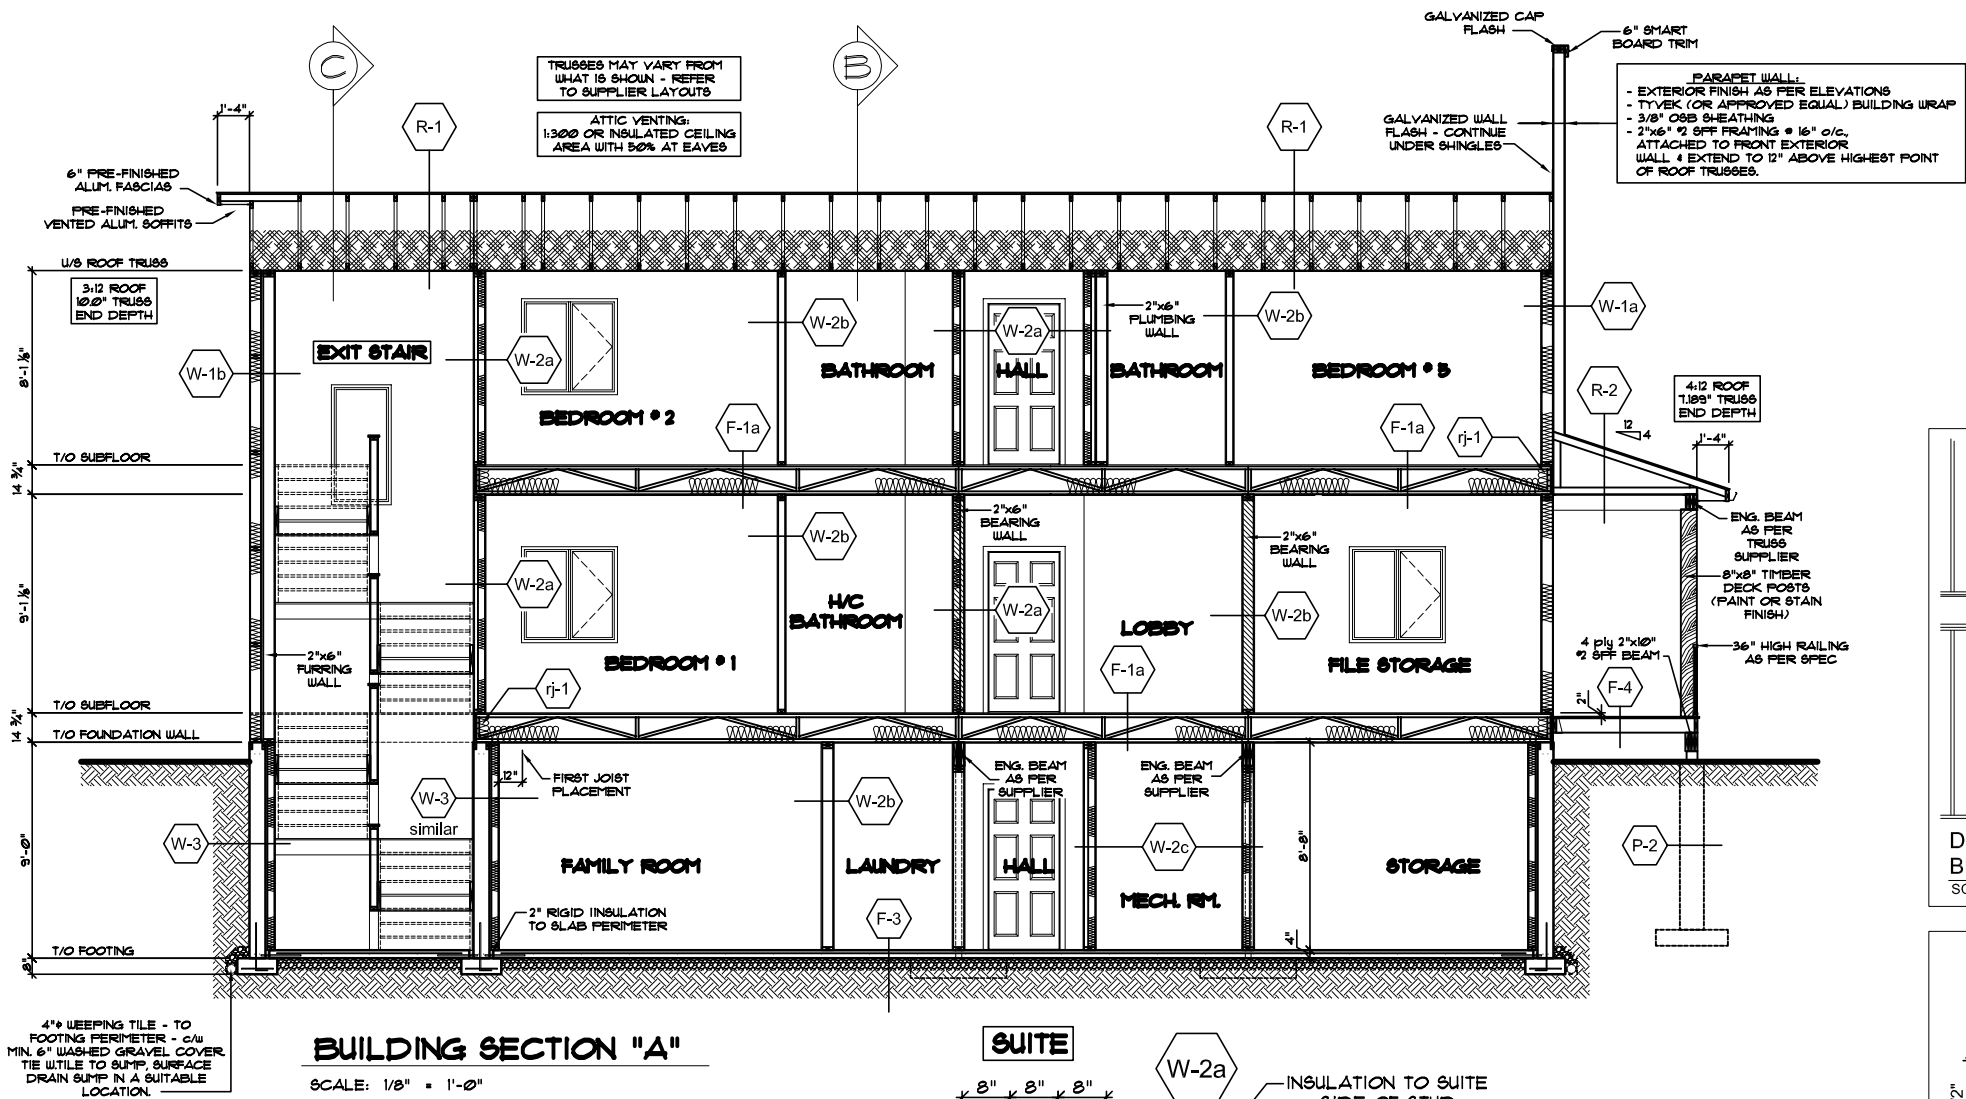 GALVANIZED CAP
FLASH
6" SMART
BOARD TRIM
C
B
TRUSSES MAY VARY FROM
WHAT IS SHOWN - REFER
TO SUPPLIER LAYOUTS
ATTIC VENTING:
1:300 OR INSULATED CEILING
AREA WITH 50% AT EAVES
PARAPET WALL:
- EXTERIOR FINISH AS PER ELEVATIONS
- TYVEK (OR APPROVED EQUAL) BUILDING WRAP
- 3/8" OSB SHEATHING
- 2"x6" #2 SPF FRAMING @ 16" o/c,
ATTACHED TO FRONT EXTERIOR
WALL & EXTEND TO 12" ABOVE HIGHEST POINT
OF ROOF TRUSSES.
1'-4"
R-1
R-1
GALVANIZED WALL
FLASH - CONTINUE
UNDER SHINGLES
6" PRE-FINISHED
ALUM. FASCIAS
PRE-FINISHED
VENTED ALUM. SOFFITS
U/S ROOF TRUSS
3:12 ROOF
10.0" TRUSS
END DEPTH
8'-1 1/8"
W-1b
EXIT STAIR
W-2a
BEDROOM # 2
W-2b
BATHROOM
W-2a
HALL
2"x6"
PLUMBING
WALL
BATHROOM
W-2b
BEDROOM # 3
W-1a
R-2
4:12 ROOF
7.189" TRUSS
END DEPTH
12
4
1'-4"
F-1a
F-1a
rj-1
T/O SUBFLOOR
14 3/4"
9'-1 1/8"
2"x6"
FURRING
WALL
W-2a
BEDROOM # 1
W-2b
H/C
BATHROOM
2"x6"
BEARING
WALL
W-2a
LOBBY
2"x6"
BEARING
WALL
W-2b
FILE STORAGE
ENG. BEAM
AS PER
TRUSS
SUPPLIER
8"x8" TIMBER
DECK POSTS
(PAINT OR STAIN
FINISH)
4 ply 2"x10"
#2 SPF BEAM
36" HIGH RAILING
AS PER SPEC
F-4
2"
rj-1
F-1a
T/O SUBFLOOR
14 3/4"
T/O FOUNDATION WALL
12"
FIRST JOIST
PLACEMENT
W-3
similar
W-2b
ENG. BEAM
AS PER
SUPPLIER
ENG. BEAM
AS PER
SUPPLIER
9'-0"
W-3
FAMILY ROOM
LAUNDRY
HALL
W-2c
MECH. RM.
8'-8"
STORAGE
P-2
2" RIGID INSULATION
TO SLAB PERIMETER
F-3
4"
T/O FOOTING
8"
4"ø WEEPING TILE - TO
FOOTING PERIMETER - c/w
MIN. 6" WASHED GRAVEL COVER.
TIE W.TILE TO SUMP, SURFACE
DRAIN SUMP IN A SUITABLE
LOCATION.
BUILDING SECTION "A"
SCALE: 1/8" = 1'-0"
SUITE
8" 8" 8"
W-2a
INSULATION TO SUITE
SIDE OF STUD
D
B
SC